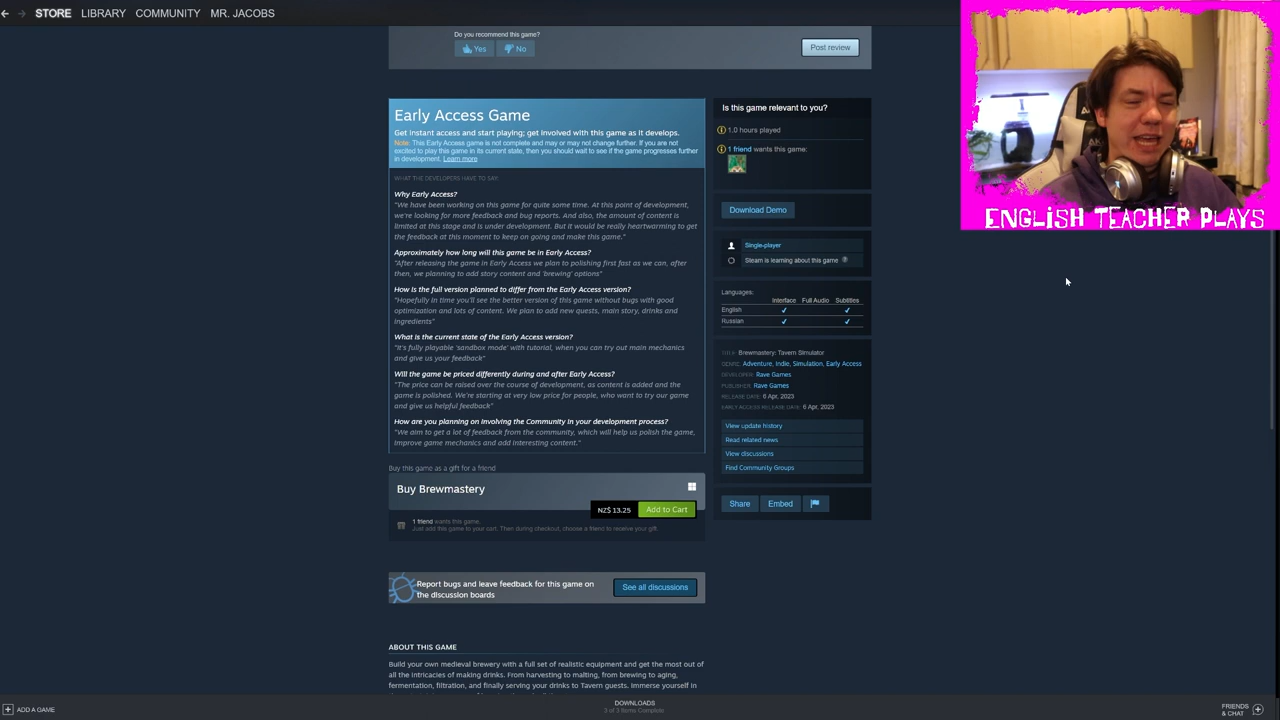 STORE LIBRARY COMMUNITY MR. JACOBS
Do you recommend this game?
Yes No
Post review
Early Access Game
Get instant access and start playing; get involved with this game as it develops.
Note: This Early Access game is not complete and may or may not change further. If you are
not excited to play this game in its current state, then you should wait to see if the game progresses further
in development. Learn more
WHAT THE DEVELOPERS HAVE TO SAY:
Why Early Access?
"We have been working on this game for quite some time. At this point of development,
we're looking for more feedback and bug reports. And also, the amount of content is
limited at this stage and is under development. But it would be really heartwarming to get
the feedback at this moment to keep on going and make this game."
Approximately how long will this game be in Early Access?
"After releasing the game in Early Access we plan to polishing first fast as we can, after
then, we planning to add story content and 'brewing' options"
How is the full version planned to differ from the Early Access version?
"Hopefully in time you'll see the better version of this game without bugs with good
optimization and lots of content. We plan to add new quests, main story, drinks and
ingredients"
What is the current state of the Early Access version?
"It's fully playable 'sandbox mode' with tutorial, when you can try out main mechanics
and give us your feedback"
Will the game be priced differently during and after Early Access?
"The price can be raised over the course of development, as content is added and the
game is polished. We're starting at very low price for people, who want to try our game
and give us helpful feedback"
How are you planning on involving the Community in your development process?
"We aim to get a lot of feedback from the community, which will help us polish the game,
improve game mechanics and add interesting content."
Buy this game as a gift for a friend
Buy Brewmastery
NZ$ 13.25 Add to Cart
1 friend wants this game.
Just add this game to your cart. Then during checkout, choose a friend to receive your gift.
Report bugs and leave feedback for this game on
the discussion boards
See all discussions
ABOUT THIS GAME
Build your own medieval brewery with a full set of realistic equipment and get the most out of
all the intricacies of making drinks. From harvesting to malting, from brewing to aging,
fermentation, filtration, and finally serving your drinks to Tavern guests. Immerse yourself in
Is this game relevant to you?
1.0 hours played
1 friend wants this game:
Download Demo
Single-player
Steam is learning about this game ?
Languages:
Interface Full Audio Subtitles
English ✔ ✔
Russian ✔ ✔
TITLE: Brewmastery: Tavern Simulator
GENRE: Adventure, Indie, Simulation, Early Access
DEVELOPER: Rave Games
PUBLISHER: Rave Games
RELEASE DATE: 6 Apr, 2023
EARLY ACCESS RELEASE DATE: 6 Apr, 2023
View update history
Read related news
View discussions
Find Community Groups
Share Embed
ENGLISH TEACHER PLAYS
ADD A GAME
DOWNLOADS
3 of 3 Items Complete
FRIENDS
& CHAT